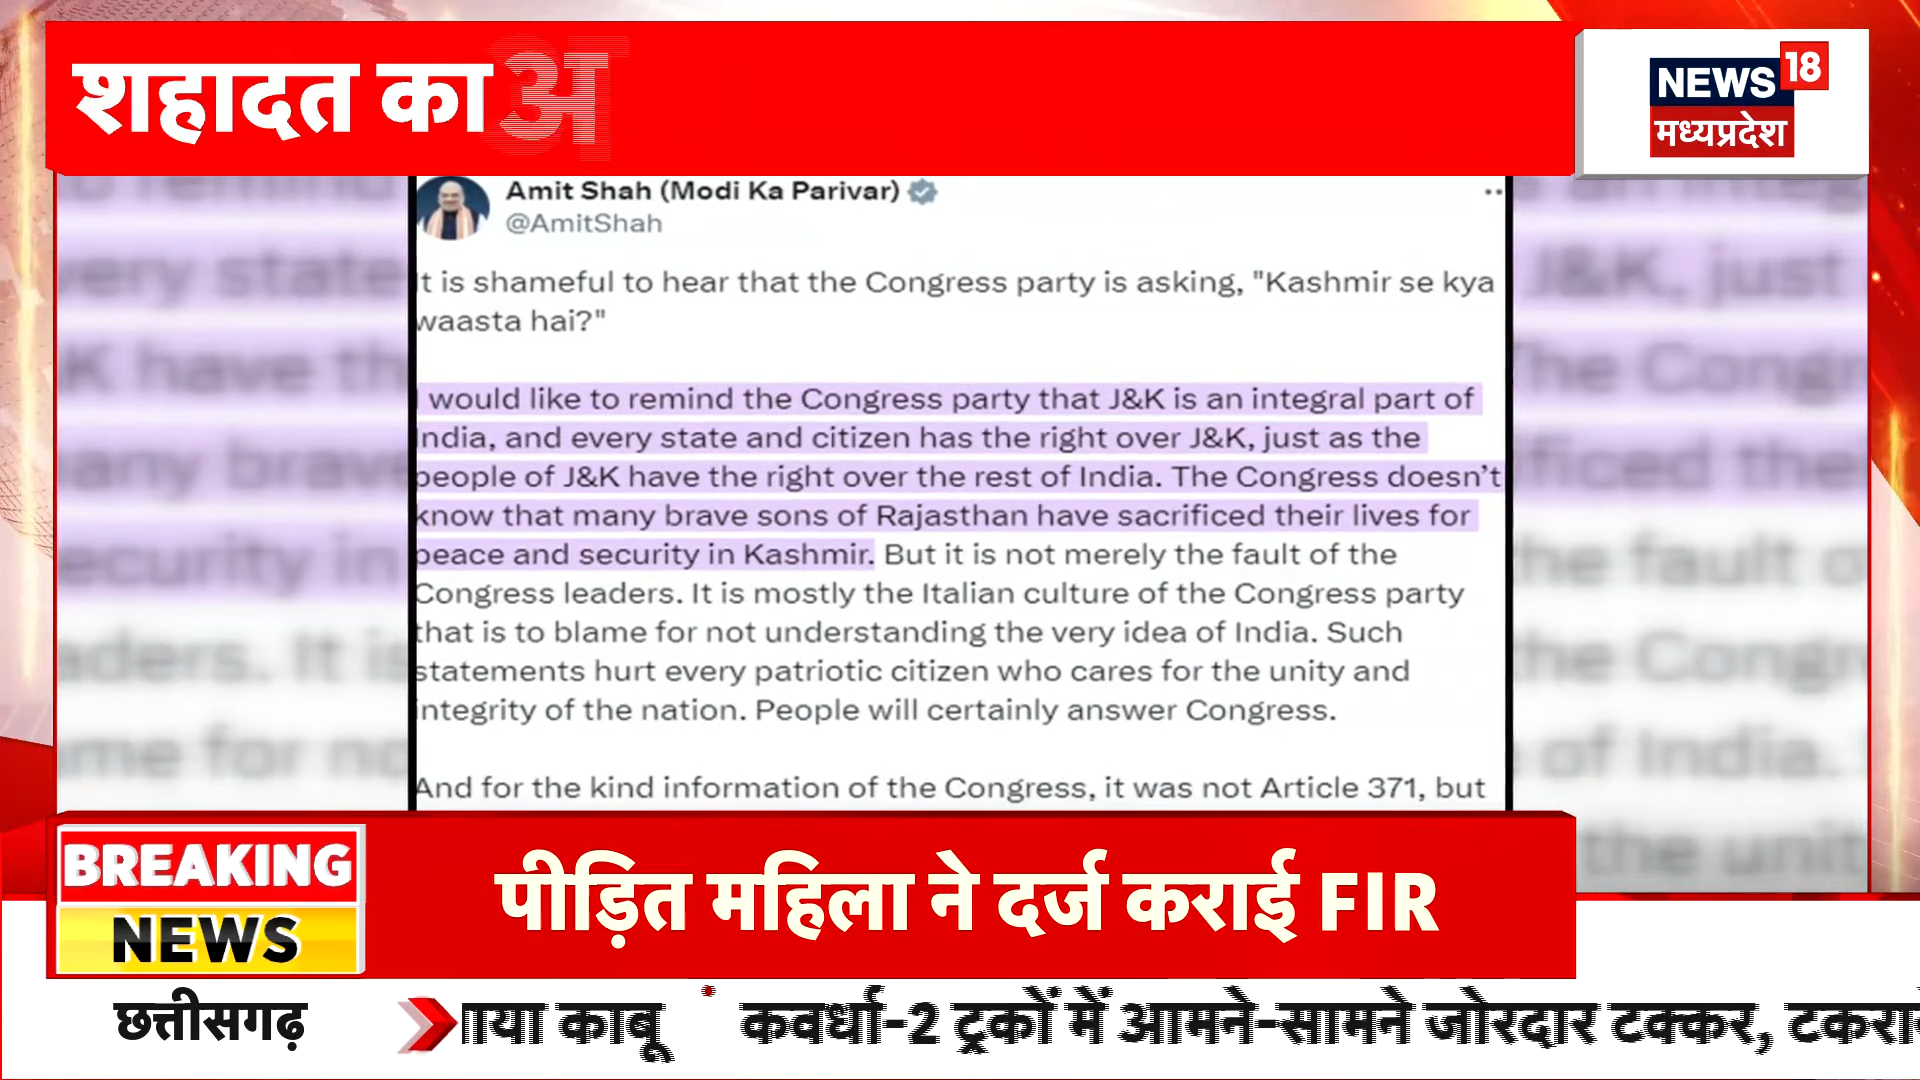 शहादत का अ
NEWS 18
मध्यप्रदेश
Amit Shah (Modi Ka Parivar)
@AmitShah
It is shameful to hear that the Congress party is asking, "Kashmir se kya
waasta hai?"
I would like to remind the Congress party that J&K is an integral part of
India, and every state and citizen has the right over J&K, just as the
people of J&K have the right over the rest of India. The Congress doesn’t
know that many brave sons of Rajasthan have sacrificed their lives for
peace and security in Kashmir. But it is not merely the fault of the
Congress leaders. It is mostly the Italian culture of the Congress party
that is to blame for not understanding the very idea of India. Such
statements hurt every patriotic citizen who cares for the unity and
integrity of the nation. People will certainly answer Congress.
And for the kind information of the Congress, it was not Article 371, but
BREAKING
NEWS
पीड़ित महिला ने दर्ज कराई FIR
छत्तीसगढ़
ाया काबू
कवर्धा-2 ट्रकों में आमने-सामने जोरदार टक्कर,